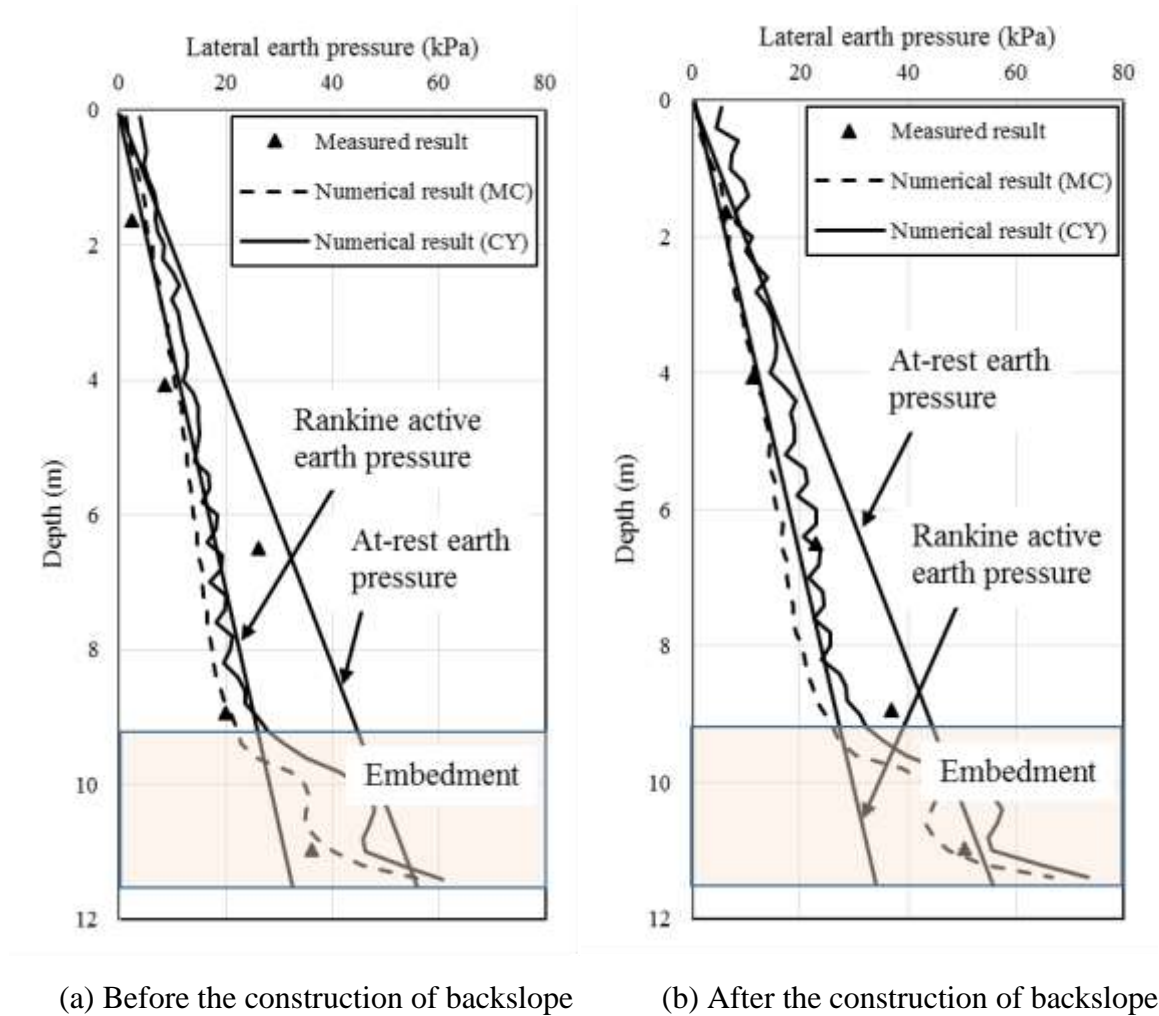 Lateral earth pressure (kPa)
0 20 40 60 80
0
2
4
6
8
10
12
Depth (m)
Measured result
Numerical result (MC)
Numerical result (CY)
Rankine active
earth pressure
At-rest earth
pressure
Embedment
(a) Before the construction of backslope
Lateral earth pressure (kPa)
0 20 40 60 80
0
2
4
6
8
10
12
Depth (m)
Measured result
Numerical result (MC)
Numerical result (CY)
At-rest earth
pressure
Rankine active
earth pressure
Embedment
(b) After the construction of backslope